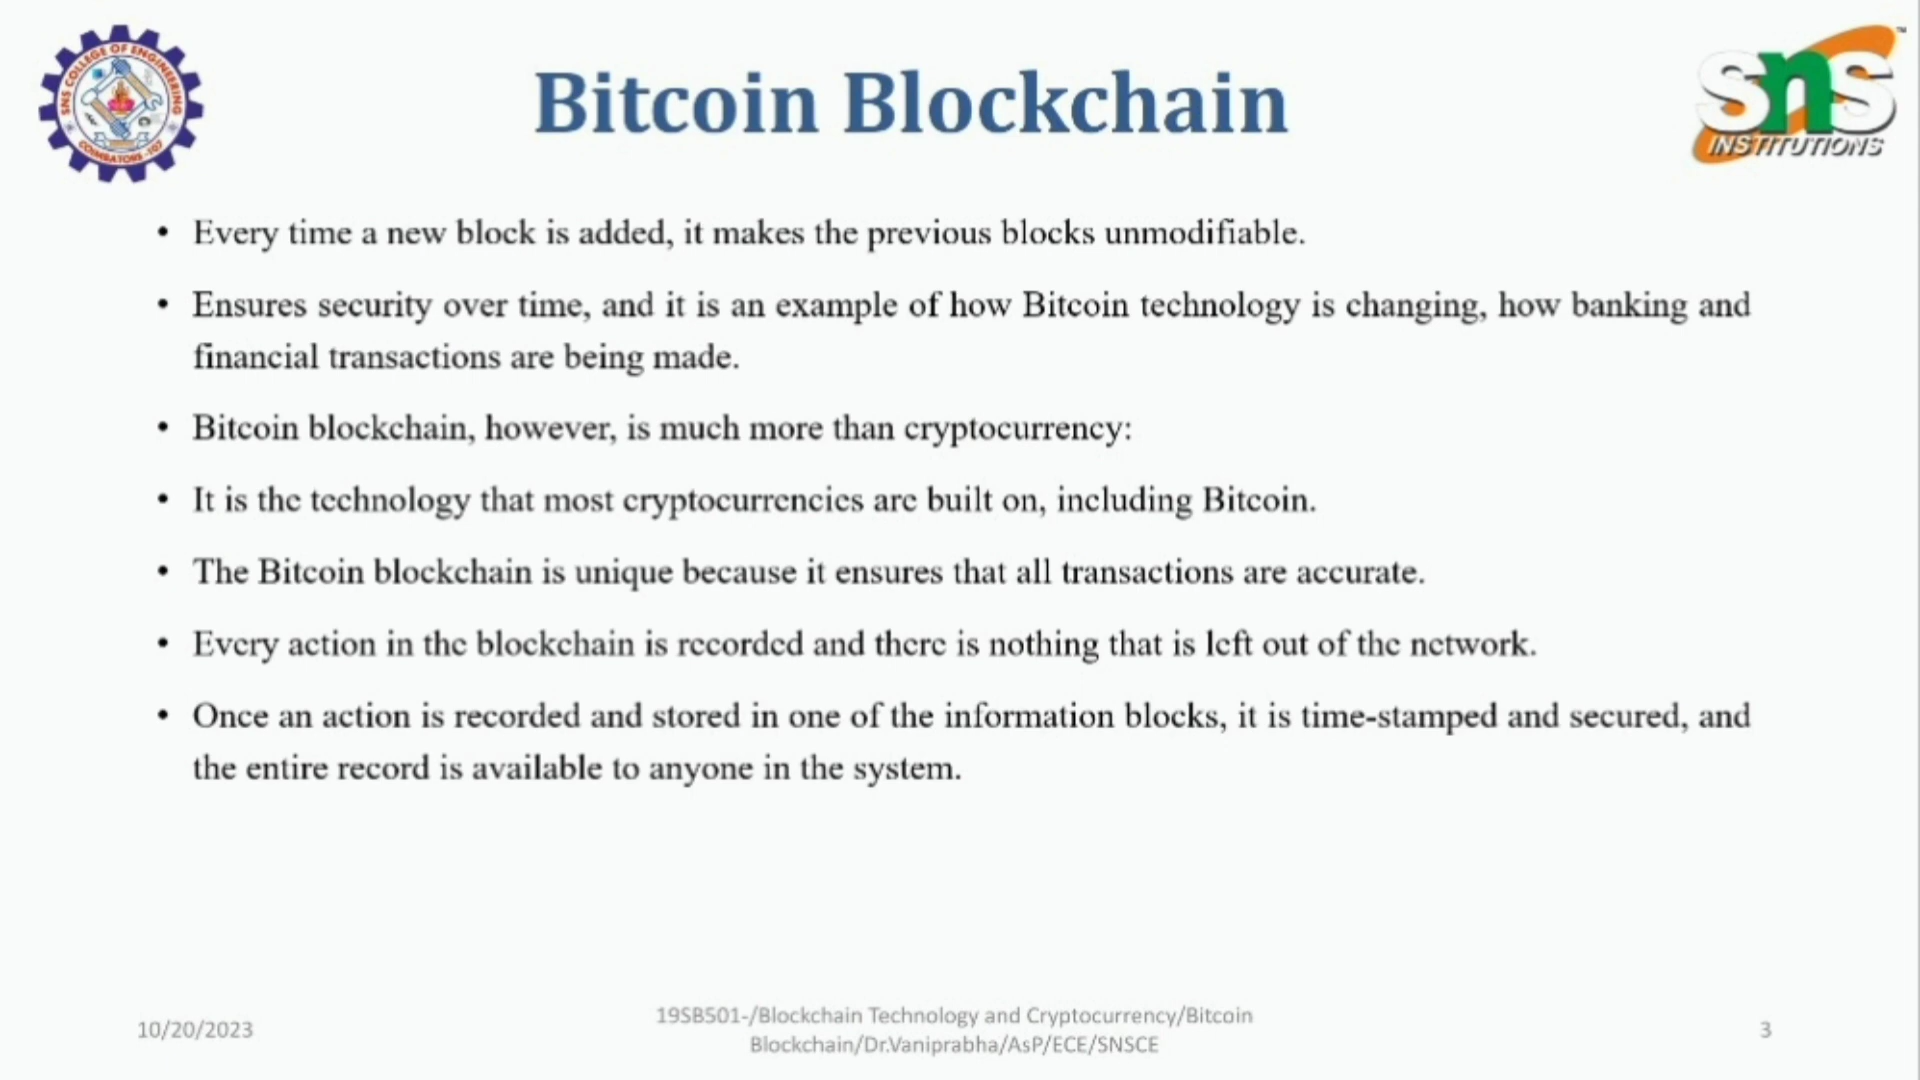 SNS COLLEGE OF ENGINEERING
COIMBATORE -107
Bitcoin Blockchain
SNS
INSTITUTIONS
• Every time a new block is added, it makes the previous blocks unmodifiable.
• Ensures security over time, and it is an example of how Bitcoin technology is changing, how banking and
financial transactions are being made.
• Bitcoin blockchain, however, is much more than cryptocurrency:
• It is the technology that most cryptocurrencies are built on, including Bitcoin.
• The Bitcoin blockchain is unique because it ensures that all transactions are accurate.
• Every action in the blockchain is recorded and there is nothing that is left out of the network.
• Once an action is recorded and stored in one of the information blocks, it is time-stamped and secured, and
the entire record is available to anyone in the system.
10/20/2023
19SB501-/Blockchain Technology and Cryptocurrency/Bitcoin
Blockchain/Dr.Vaniprabha/AsP/ECE/SNSCE
3